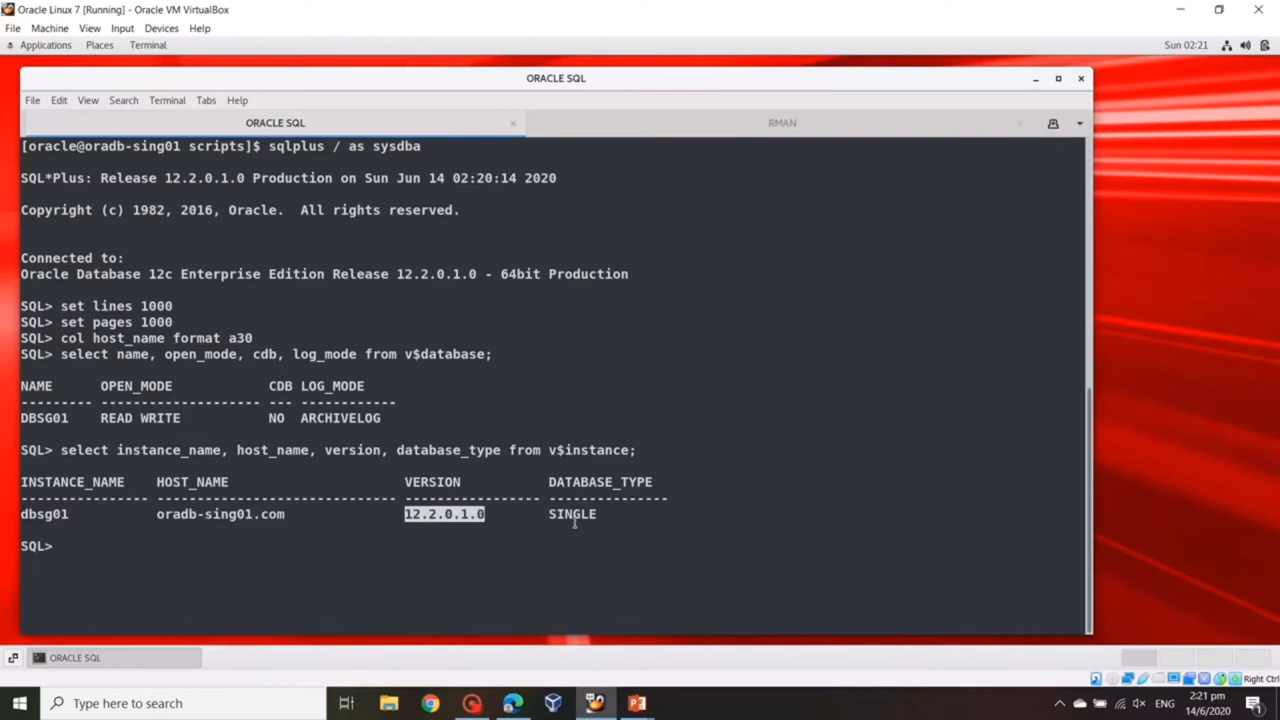 Oracle Linux 7 [Running] - Oracle VM VirtualBox
File Machine View Input Devices Help
Applications Places Terminal Sun 02:21
ORACLE SQL
File Edit View Search Terminal Tabs Help
ORACLE SQL RMAN
[oracle@oradb-sing01 scripts]$ sqlplus / as sysdba
SQL*Plus: Release 12.2.0.1.0 Production on Sun Jun 14 02:20:14 2020
Copyright (c) 1982, 2016, Oracle. All rights reserved.
Connected to:
Oracle Database 12c Enterprise Edition Release 12.2.0.1.0 - 64bit Production
SQL> set lines 1000
SQL> set pages 1000
SQL> col host_name format a30
SQL> select name, open_mode, cdb, log_mode from v$database;
NAME OPEN_MODE CDB LOG_MODE
--------- -------------------- --- ------------
DBSG01 READ WRITE NO ARCHIVELOG
SQL> select instance_name, host_name, version, database_type from v$instance;
INSTANCE_NAME HOST_NAME VERSION DATABASE_TYPE
---------------- ------------------------------ ----------------- ---------------
dbsg01 oradb-sing01.com 12.2.0.1.0 SINGLE
SQL>
ORACLE SQL
Right Ctrl
Type here to search
ENG
2:21 pm
14/6/2020
1